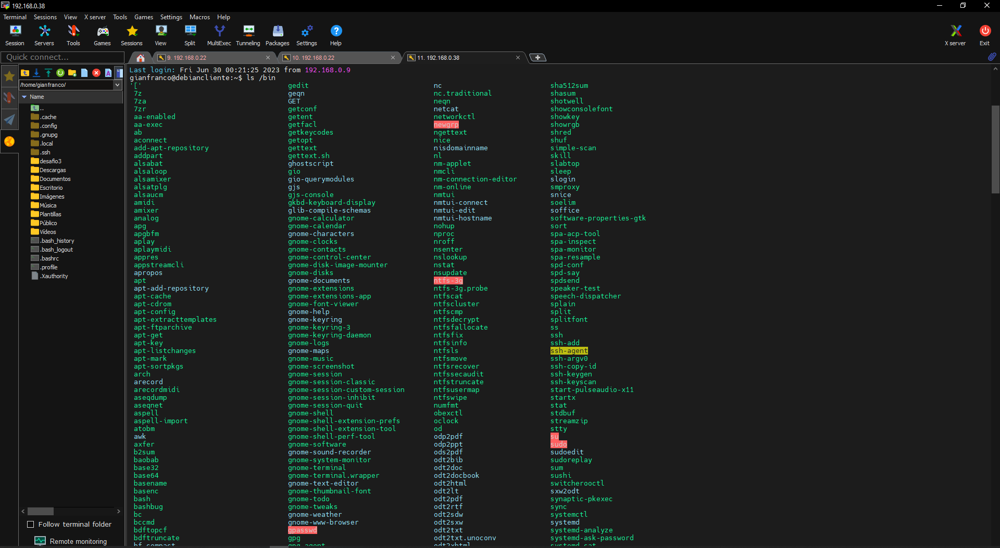 192.168.0.38
Terminal Sessions View X server Tools Games Settings Macros Help
Session Servers Tools Games Sessions View Split MultiExec Tunneling Packages Settings Help X server Exit
Quick connect...
9. 192.168.0.22 10. 192.168.0.22 11. 192.168.0.38
/home/gianfranco/
Name
..
.cache
.config
.gnupg
.local
.ssh
desafio3
Descargas
Documentos
Escritorio
Imágenes
Música
Plantillas
Público
Vídeos
.bash_history
.bash_logout
.bashrc
.profile
.Xauthority
Follow terminal folder
Remote monitoring
Last login: Fri Jun 30 00:21:25 2023 from 192.168.0.9
gianfranco@debiancliente:~$ ls /bin
'[' gedit nc sha512sum
7z geqn nc.traditional shasum
7za GET neqn shotwell
7zr getconf netcat showconsolefont
aa-enabled getent networkctl showkey
aa-exec getfacl newgrp showrgb
ab getkeycodes ngettext shred
aconnect getopt nice shuf
add-apt-repository gettext nisdomainname simple-scan
addpart gettext.sh nl skill
alsabat ghostscript nm-applet slabtop
alsaloop gio nmcli sleep
alsamixer gio-querymodules nm-connection-editor slogin
alsatplg gjs nm-online smproxy
alsaucm gjs-console nmtui snice
amidi gkbd-keyboard-display nmtui-connect soelim
amixer glib-compile-schemas nmtui-edit soffice
analog gnome-calculator nmtui-hostname software-properties-gtk
apg gnome-calendar nohup sort
apgbfm gnome-characters nproc spa-acp-tool
aplay gnome-clocks nroff spa-inspect
aplaymidi gnome-contacts nsenter spa-monitor
appres gnome-control-center nslookup spa-resample
appstreamcli gnome-disk-image-mounter nstat spd-conf
apropos gnome-disks nsupdate spd-say
apt gnome-documents ntfs-3g spdsend
apt-add-repository gnome-extensions ntfs-3g.probe speaker-test
apt-cache gnome-extensions-app ntfscat speech-dispatcher
apt-cdrom gnome-font-viewer ntfscluster splain
apt-config gnome-help ntfscmp split
apt-extracttemplates gnome-keyring ntfsdecrypt splitfont
apt-ftparchive gnome-keyring-3 ntfsfallocate ss
apt-get gnome-keyring-daemon ntfsfix ssh
apt-key gnome-logs ntfsinfo ssh-add
apt-listchanges gnome-maps ntfsls ssh-agent
apt-mark gnome-music ntfsmove ssh-argv0
apt-sortpkgs gnome-screenshot ntfsrecover ssh-copy-id
arch gnome-session ntfssecaudit ssh-keygen
arecord gnome-session-classic ntfstruncate ssh-keyscan
arecordmidi gnome-session-custom-session ntfsusermap start-pulseaudio-x11
aseqdump gnome-session-inhibit ntfswipe startx
aseqnet gnome-session-quit numfmt stat
aspell gnome-shell obexctl stdbuf
aspell-import gnome-shell-extension-prefs oclock streamzip
atobm gnome-shell-extension-tool od stty
awk gnome-shell-perf-tool odp2pdf su
axfer gnome-software odp2ppt sudo
b2sum gnome-sound-recorder ods2pdf sudoedit
baobab gnome-system-monitor odt2bib sudoreplay
base32 gnome-terminal odt2doc sum
base64 gnome-terminal.wrapper odt2docbook sushi
basename gnome-text-editor odt2html switcherooctl
basenc gnome-thumbnail-font odt2lt sxw2odt
bash gnome-todo odt2pdf synaptic-pkexec
bashbug gnome-tweaks odt2rtf sync
bc gnome-weather odt2sdw systemctl
bccmd gnome-www-browser odt2sxw systemd
bdftopcf gpasswd odt2txt systemd-analyze
bdftruncate gpg odt2txt.unoconv systemd-ask-password
bf_compact gpg-agent odt2xhtml systemd-cat